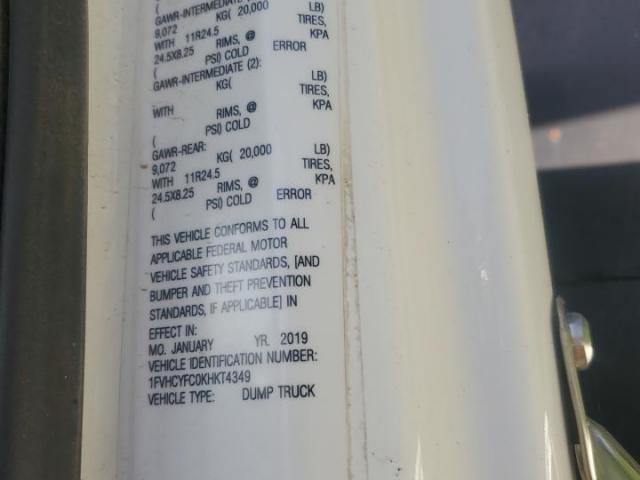 (
GAWR-INTERMEDIATE
9,072 KG( 20,000 LB)
WITH 11R24.5 TIRES,
24.5X8.25 RIMS, @ ERROR KPA
( PSI) COLD
GAWR-INTERMEDIATE (2):
KG( LB)
WITH TIRES,
RIMS, @ KPA
( PSI) COLD
GAWR-REAR:
9,072 KG( 20,000 LB)
WITH 11R24.5 TIRES,
24.5X8.25 RIMS, @ KPA
( PSI) COLD ERROR
THIS VEHICLE CONFORMS TO ALL
APPLICABLE FEDERAL MOTOR
VEHICLE SAFETY STANDARDS, [AND
BUMPER AND THEFT PREVENTION
STANDARDS, IF APPLICABLE] IN
EFFECT IN:
MO. JANUARY YR. 2019
VEHICLE IDENTIFICATION NUMBER:
1FVHCYFC0KHKT4349
VEHICLE TYPE: DUMP TRUCK